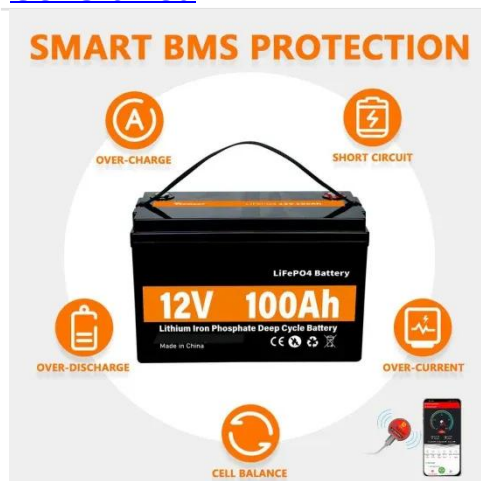 SMART BMS PROTECTION
OVER-CHARGE
SHORT CIRCUIT
LiFePO4 Battery
12V 100Ah
Lithium Iron Phosphate Deep Cycle Battery
Made in China
CE
OVER-DISCHARGE
OVER-CURRENT
CELL BALANCE